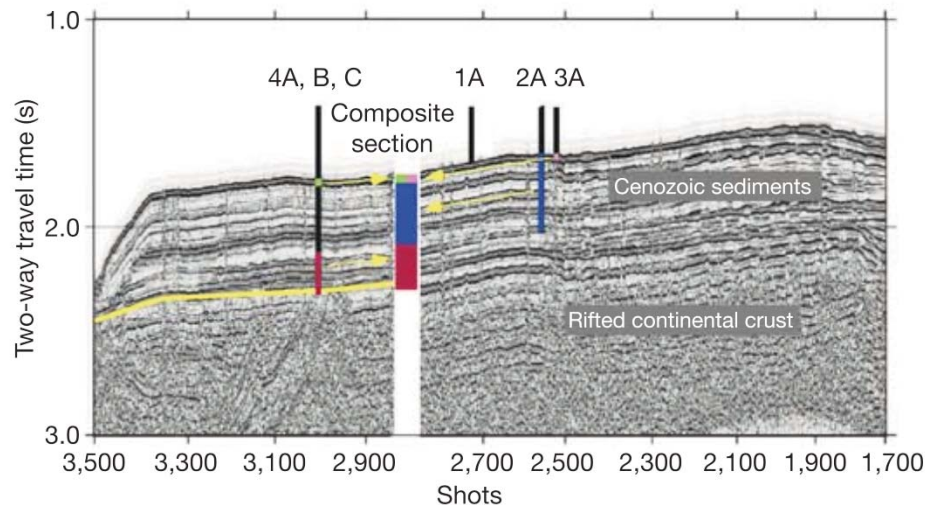 1.0
4A, B, C
1A
2A 3A
Composite
section
Cenozoic sediments
2.0
Two-way travel time (s)
Rifted continental crust
3.0
3,500 3,300 3,100 2,900 2,700 2,500 2,300 2,100 1,900 1,700
Shots